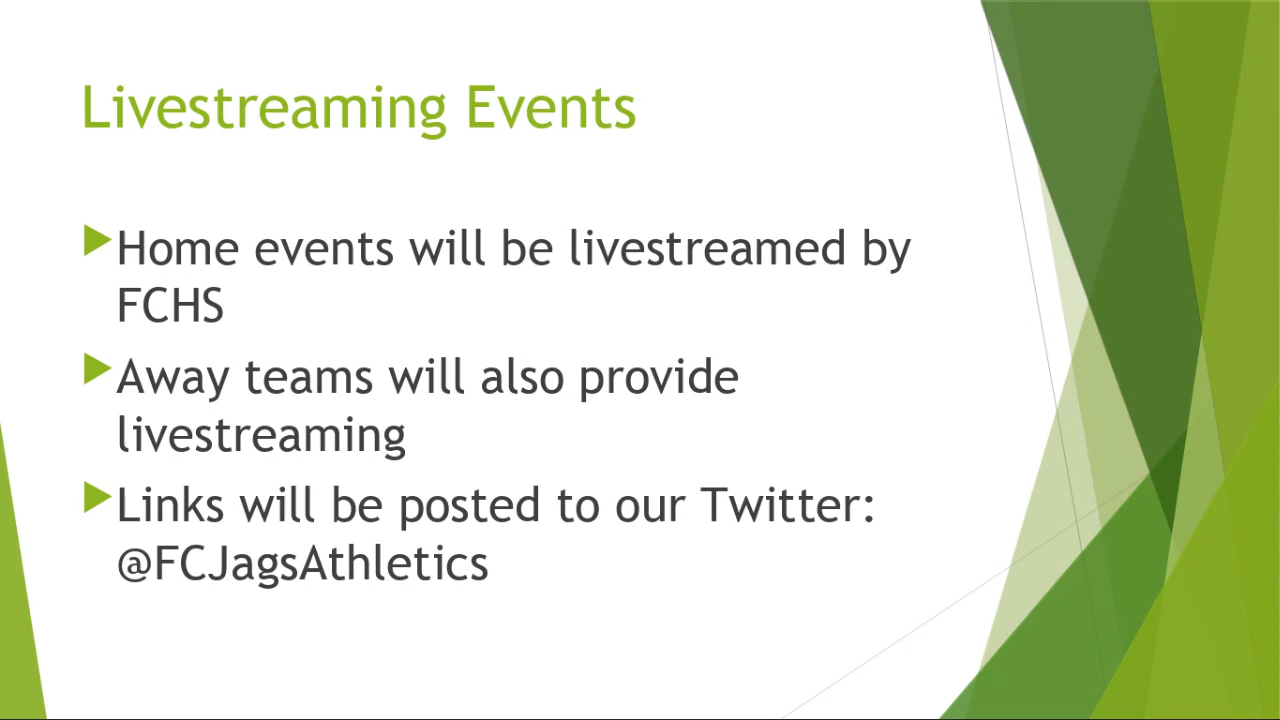 Livestreaming Events
Home events will be livestreamed by
FCHS
Away teams will also provide
livestreaming
Links will be posted to our Twitter:
@FCJagsAthletics